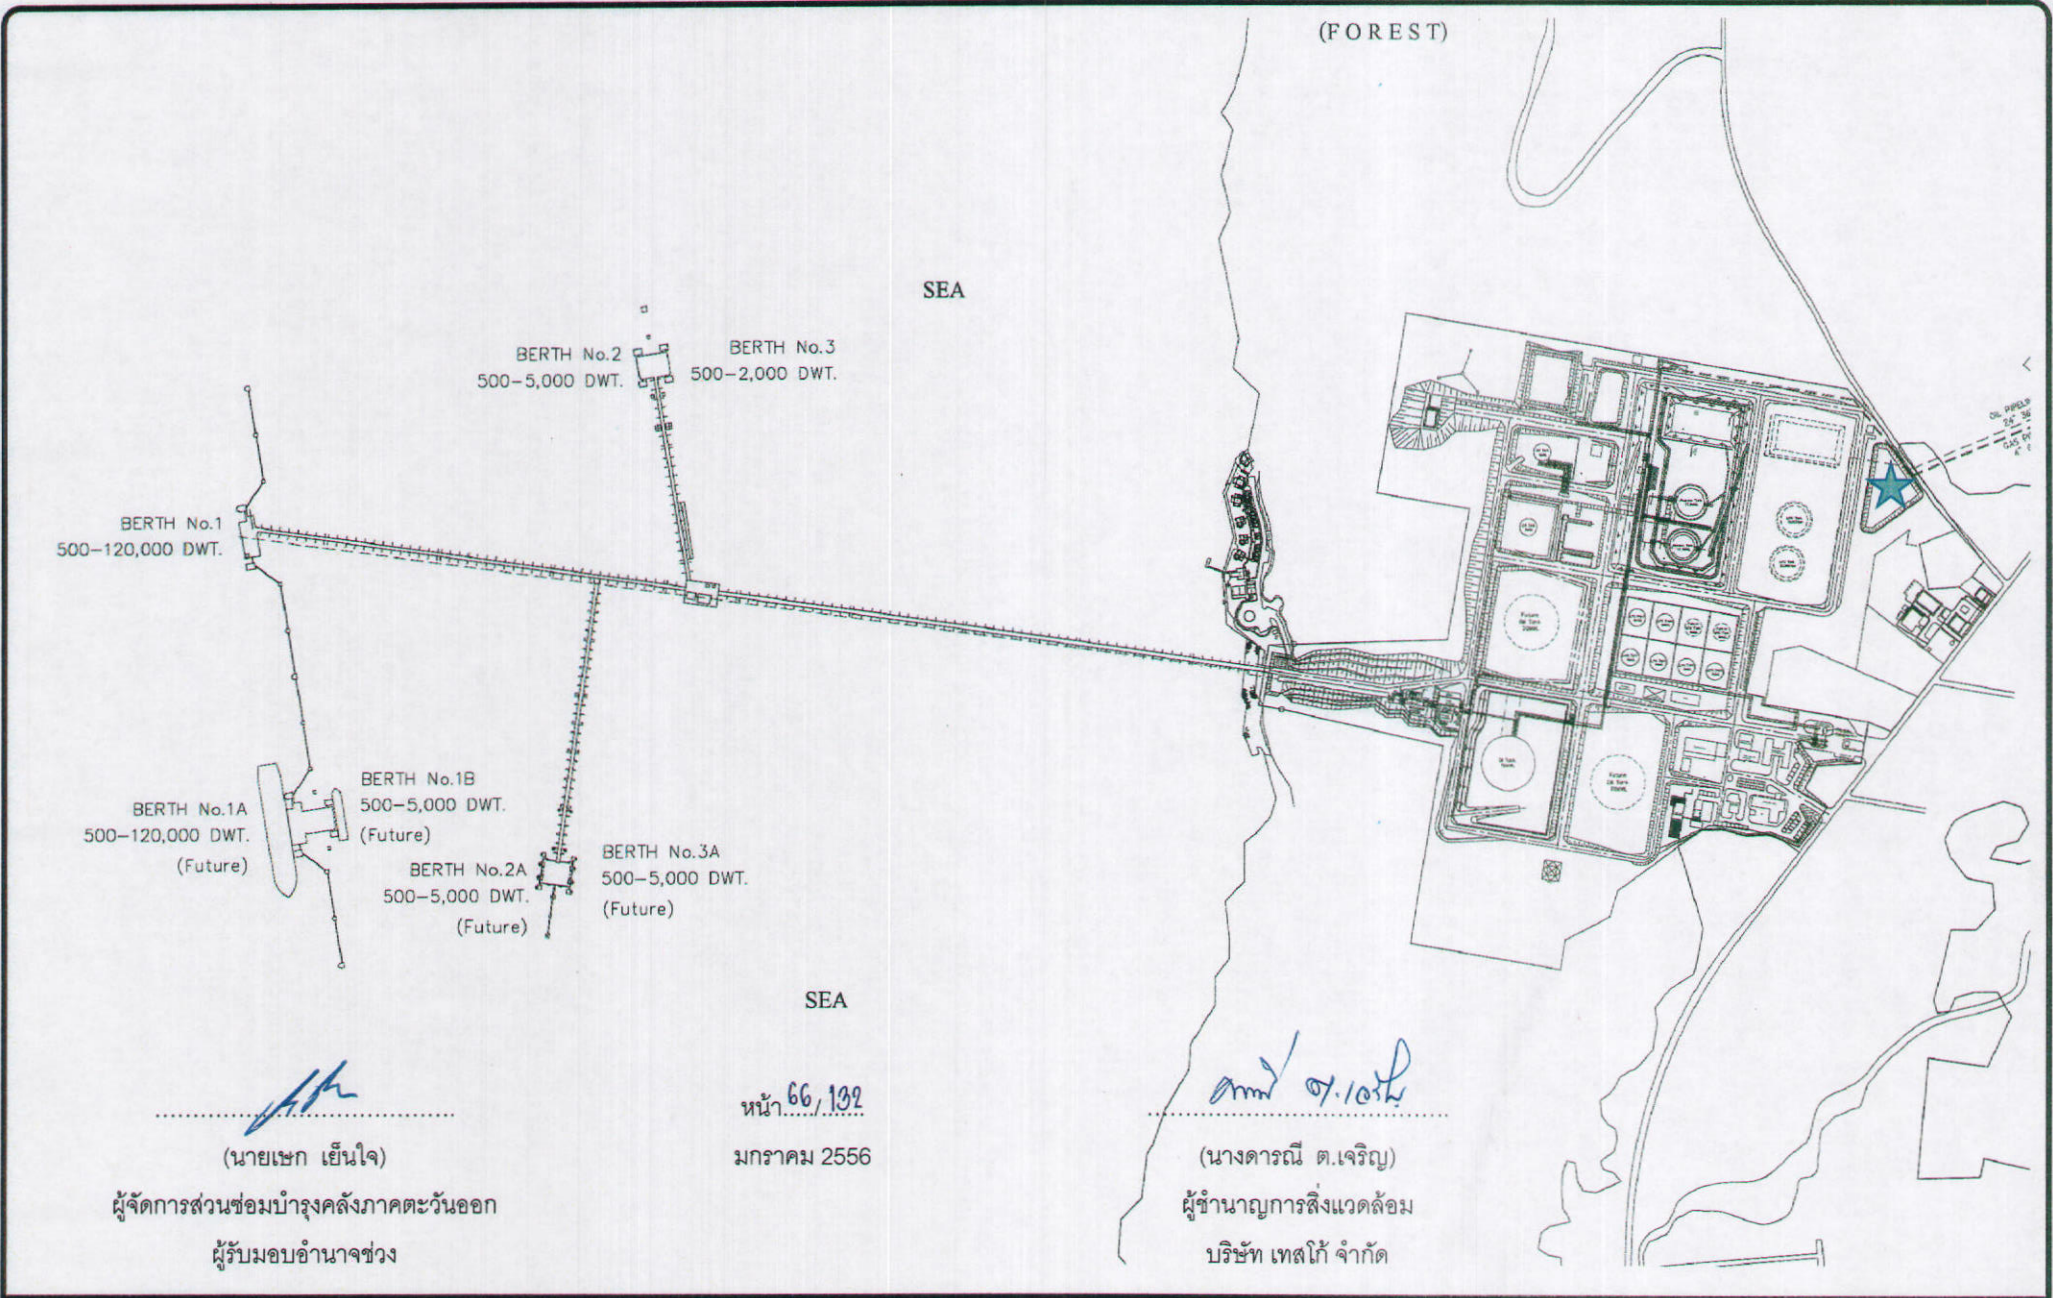 (FOREST)
SEA
BERTH No.2
500-5,000 DWT.
BERTH No.3
500-2,000 DWT.
BERTH No.1
500-120,000 DWT.
OIL PIPELIN
24"
GAS
BERTH No.1A
500-120,000 DWT.
(Future)
BERTH No.1B
500-5,000 DWT.
(Future)
BERTH No.2A
500-5,000 DWT.
(Future)
BERTH No.3A
500-5,000 DWT.
(Future)
Future
Future
SEA
(นายเษก เย็นใจ)
ผู้จัดการส่วนซ่อมบำรุงคลังภาคตะวันออก
ผู้รับมอบอำนาจช่วง
หน้า 66/132
มกราคม 2556
(นางดารณี ต.เจริญ)
ผู้ชำนาญการสิ่งแวดล้อม
บริษัท เทสโก้ จำกัด